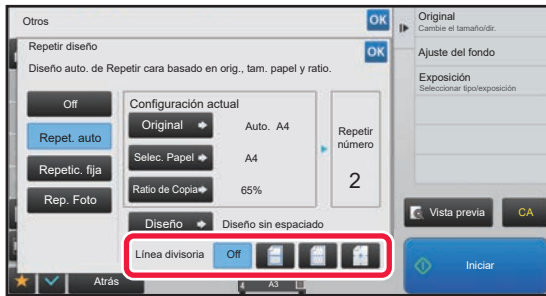 Otros
OK
Repetir diseño
OK
Diseño auto. de Repetir cara basado en orig., tam. papel y ratio.
Off
Repet. auto
Repetic. fija
Rep. Foto
Configuración actual
Original
Auto. A4
Selec. Papel
A4
Ratio de Copia
65%
Repetir
número
2
Diseño
Diseño sin espaciado
Línea divisoria
Off
Atrás
4 A3
Original
Cambie el tamaño/dir.
Ajuste del fondo
Exposición
Seleccionar tipo/exposición
Vista previa
CA
Iniciar